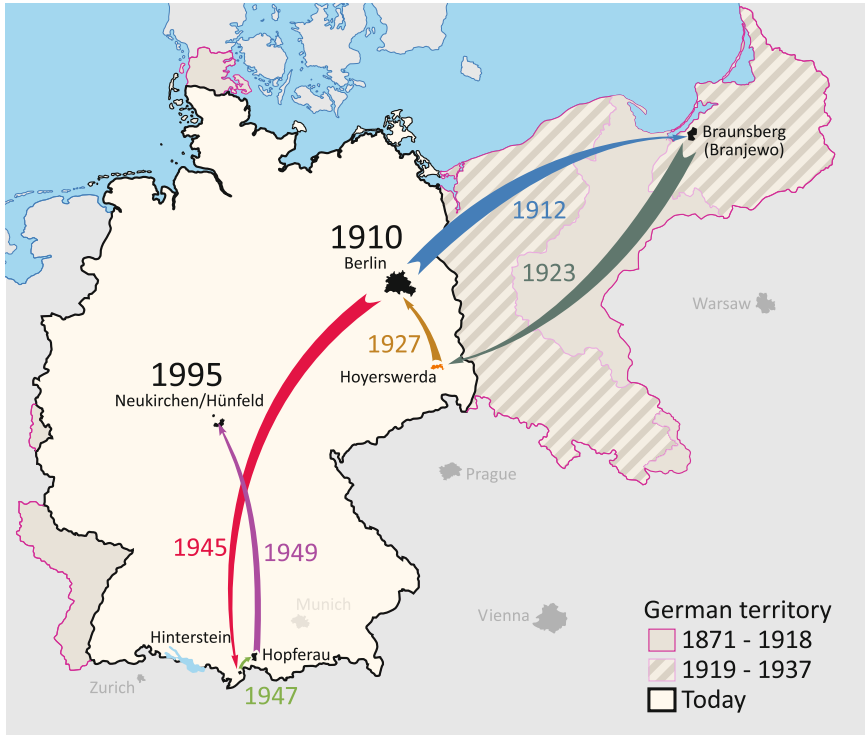 Braunsberg
(Branjewo)
1912
1910
Berlin
1923
Warsaw
1927
1995
Hoyerswerda
Neukirchen/Hünfeld
Prague
1945
1949
Munich
German territory
Vienna
Hinterstein
1871 - 1918
Hopferau
1919 - 1937
Zurich
1947
Today